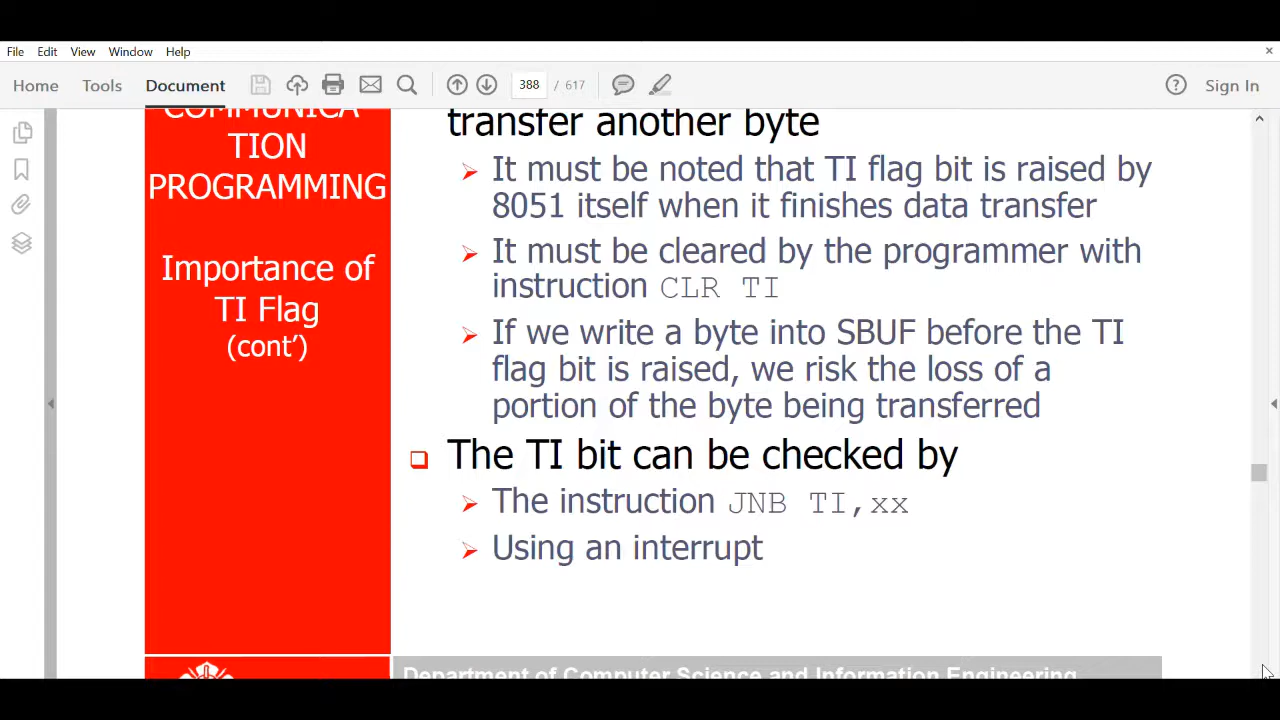 File Edit View Window Help
Home Tools Document 388 / 617 Sign In
COMMUNICA
TION
PROGRAMMING
Importance of
TI Flag
(cont’)
transfer another byte
It must be noted that TI flag bit is raised by
8051 itself when it finishes data transfer
It must be cleared by the programmer with
instruction CLR TI
If we write a byte into SBUF before the TI
flag bit is raised, we risk the loss of a
portion of the byte being transferred
The TI bit can be checked by
The instruction JNB TI,xx
Using an interrupt
Department of Computer Science and Information Engineering